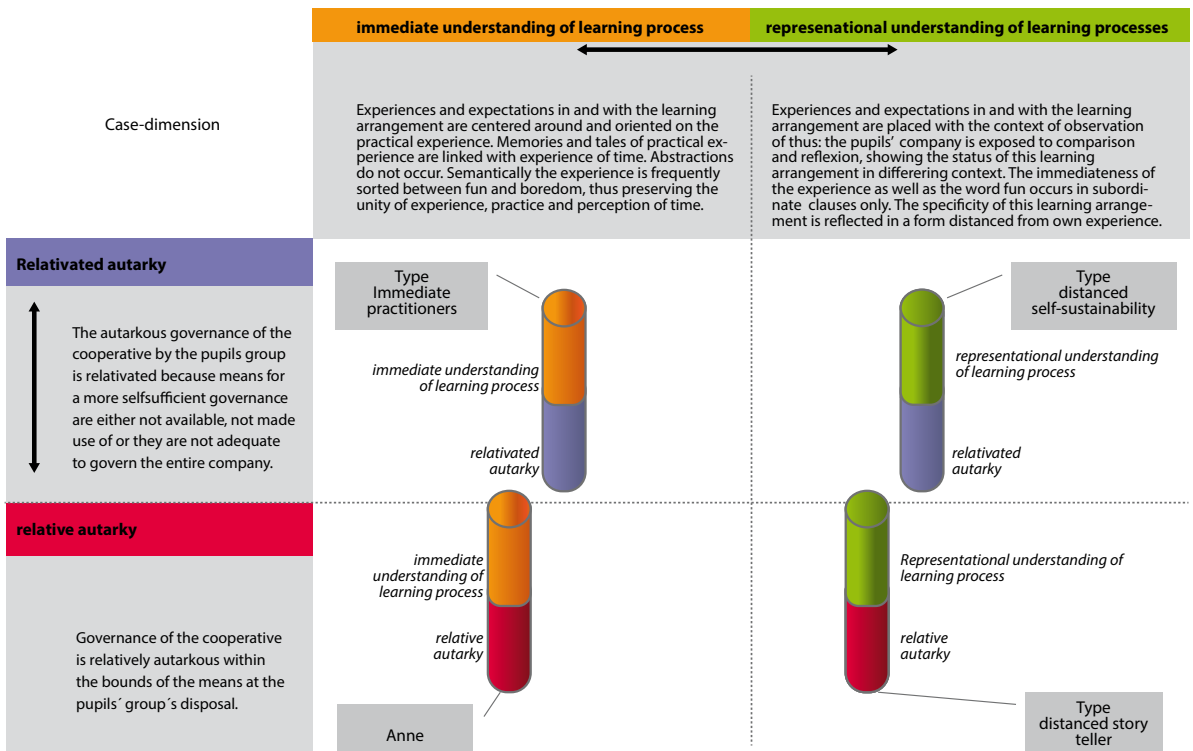 immediate understanding of learning process
represenational understanding of learning processes
Case-dimension
Experiences and expectations in and with the learning
arrangement are centered around and oriented on the
practical experience. Memories and tales of practical ex-
perience are linked with experience of time. Abstractions
do not occur. Semantically the experience is frequently
sorted between fun and boredom, thus preserving the
unity of experience, practice and perception of time.
Experiences and expectations in and with the learning
arrangement are placed with the context of observation
of thus: the pupils’ company is exposed to comparison
and reflexion, showing the status of this learning
arrangement in differering context. The immediateness of
the experience as well as the word fun occurs in subordi-
nate clauses only. The specificity of this learning arrange-
ment is reflected in a form distanced from own experience.
Relativated autarky
The autarkous governance of the
cooperative by the pupils group
is relativated because means for
a more selfsufficient governance
are either not available, not made
use of or they are not adequate
to govern the entire company.
Type
Immediate
practitioners
immediate understanding
of learning process
relativated
autarky
Type
distanced
self-sustainability
representational understanding
of learning process
relativated
autarky
relative autarky
Governance of the cooperative
is relatively autarkous within
the bounds of the means at the
pupils´ group´s disposal.
immediate
understanding of
learning process
relative
autarky
Anne
Representional understanding of
learning process
relative
autarky
Type
distanced story
teller